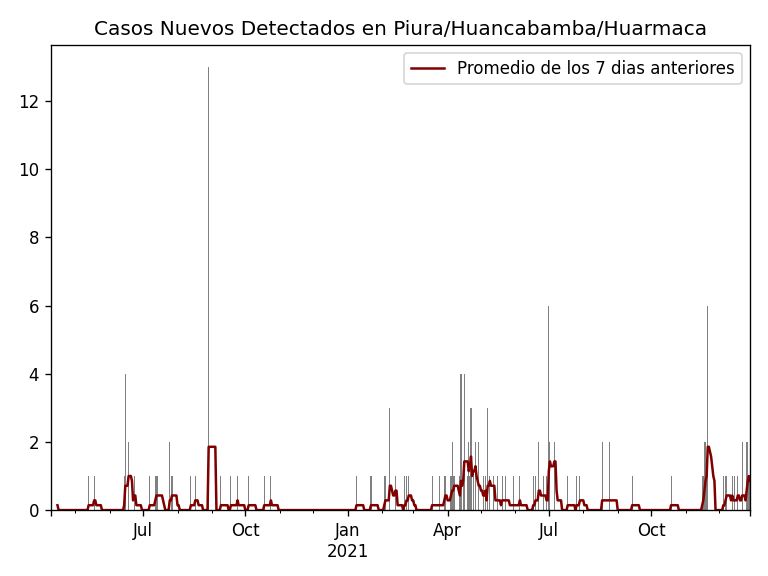 Casos Nuevos Detectados en Piura/Huancabamba/Huarmaca
Promedio de los 7 dias anteriores
12
10
8
6
4
2
0
Jul
Oct
Jan
2021
Apr
Jul
Oct